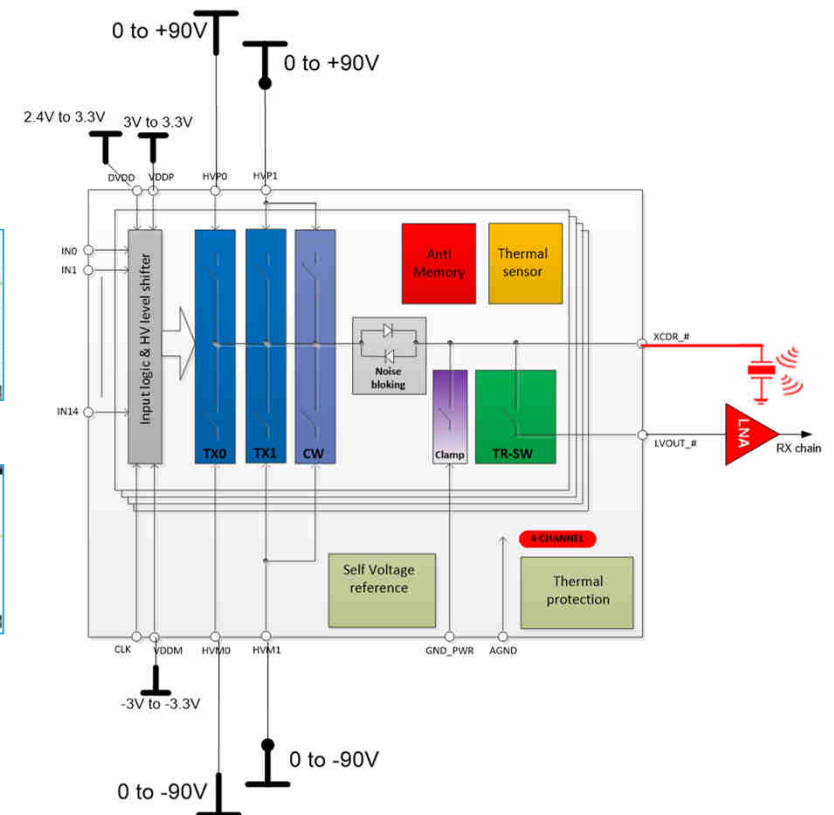 0 to +90V
0 to +90V
2.4V to 3.3V
3V to 3.3V
DVDD
VDDP
HVP0
HVP1
IN0
IN1
IN14
Input logic & HV level shifter
TX0
TX1
CW
Noise
bloking
Anti
Memory
Thermal
sensor
Clamp
TR-SW
XCDR_#
LVOUT_#
LNA
RX chain
4-CHANNEL
Self Voltage
reference
Thermal
protection
CLK
VDDM
HVM0
HVM1
GND_PWR
AGND
-3V to -3.3V
0 to -90V
0 to -90V